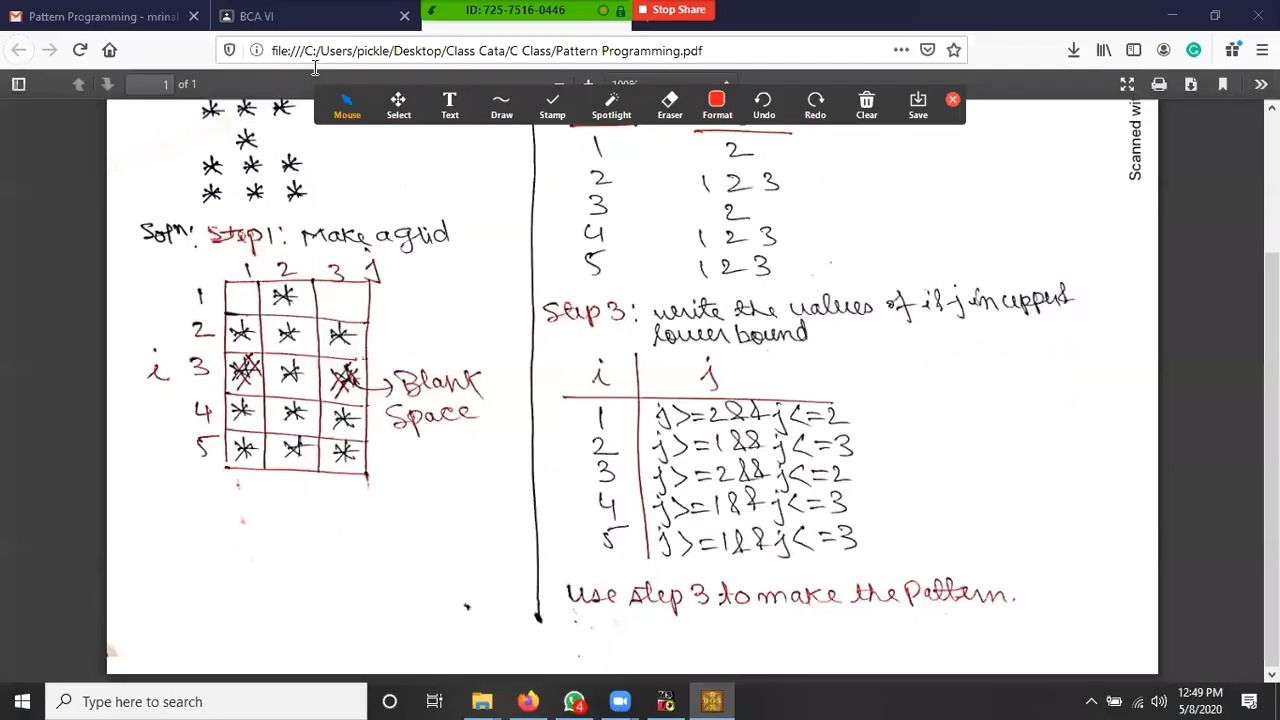 Pattern Programming - mrinal
BCA VI
ID: 725-7516-0446
Stop Share
file:///C:/Users/pickle/Desktop/Class Cata/C Class/Pattern Programming.pdf
1 of 1
100%
Mouse Select Text Draw Stamp Spotlight Eraser Format Undo Redo Clear Save
Scanned wit
* * *
*
* * *
* * *
Soln: Step1: Make a grid
1 2 3 j
1 *
2 * * *
i 3 * * * → Blank
Space
4 * * *
5 * * *
1 2
2 1 2 3
3 2
4 1 2 3
5 1 2 3
Step 3: write the values of i & j in upper &
lower bound
i j
1 j>=2 && j<=2
2 j>=1 && j<=3
3 j>=2 && j<=2
4 j>=1 && j<=3
5 j>=1 && j<=3
Use step 3 to make the Pattern.
Type here to search
4
12:49 PM
5/8/2020